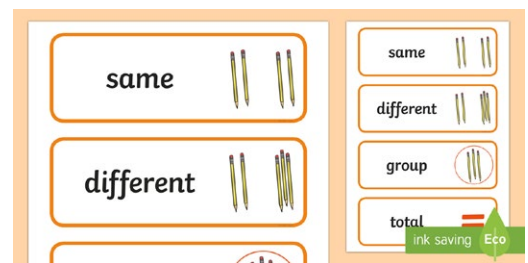 same
different
same
different
group
total
ink saving
Eco